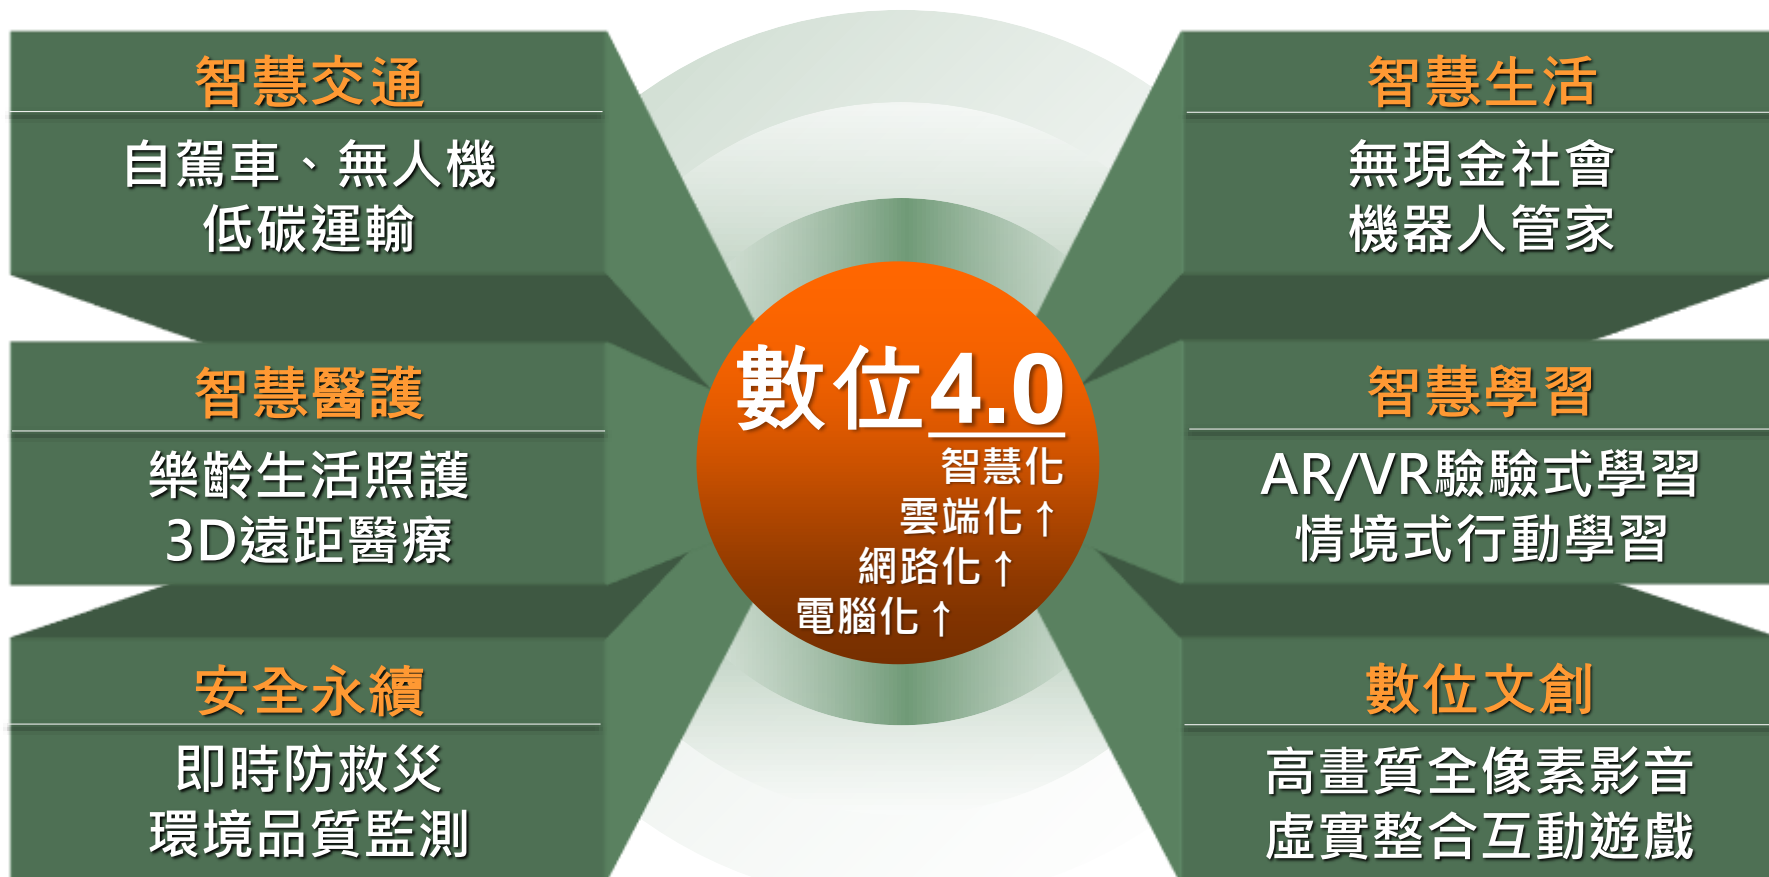 智慧交通
自駕車、無人機
低碳運輸
智慧醫護
樂齡生活照護
3D遠距醫療
安全永續
即時防救災
環境品質監測
數位4.0
智慧化
雲端化↑
網路化↑
電腦化↑
智慧生活
無現金社會
機器人管家
智慧學習
AR/VR驗驗式學習
情境式行動學習
數位文創
高畫質全像素影音
虛實整合互動遊戲